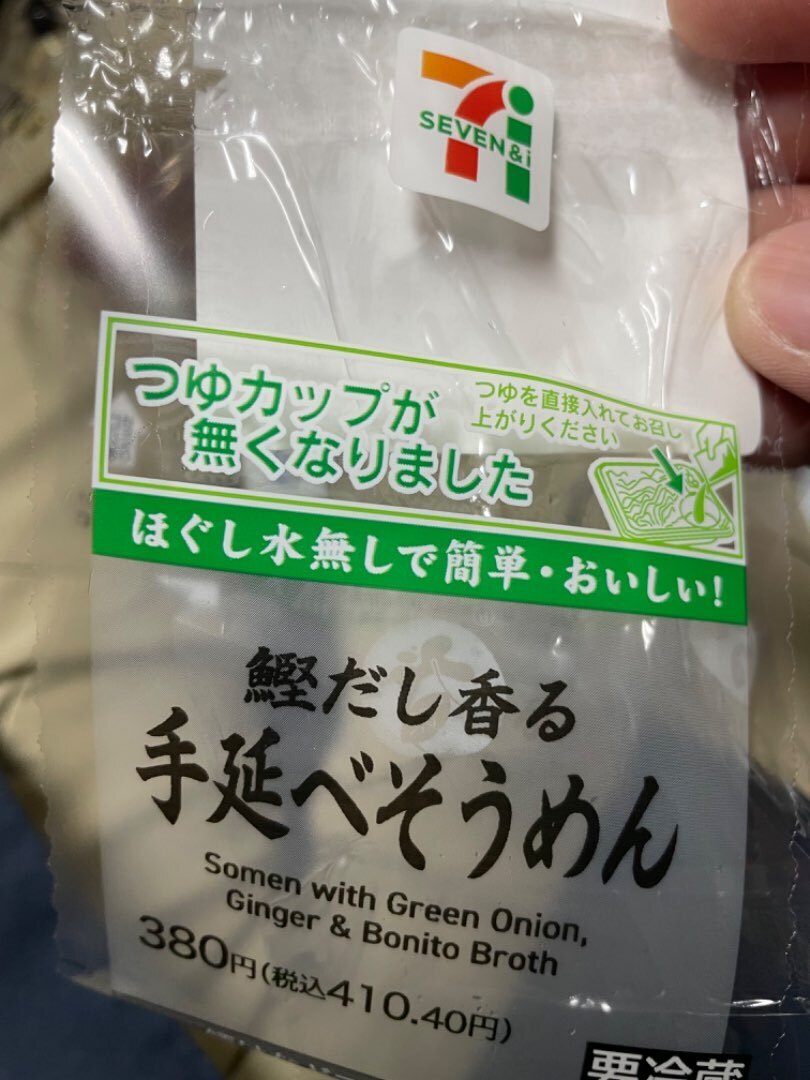 SEVEN&i
つゆカップが
無くなりました
つゆを直接入れてお召し
上がりください
ほぐし水無しで簡単・おいしい!
鰹だし香る
手延べそうめん
Somen with Green Onion,
Ginger & Bonito Broth
380円(税込410.40円)
要冷蔵